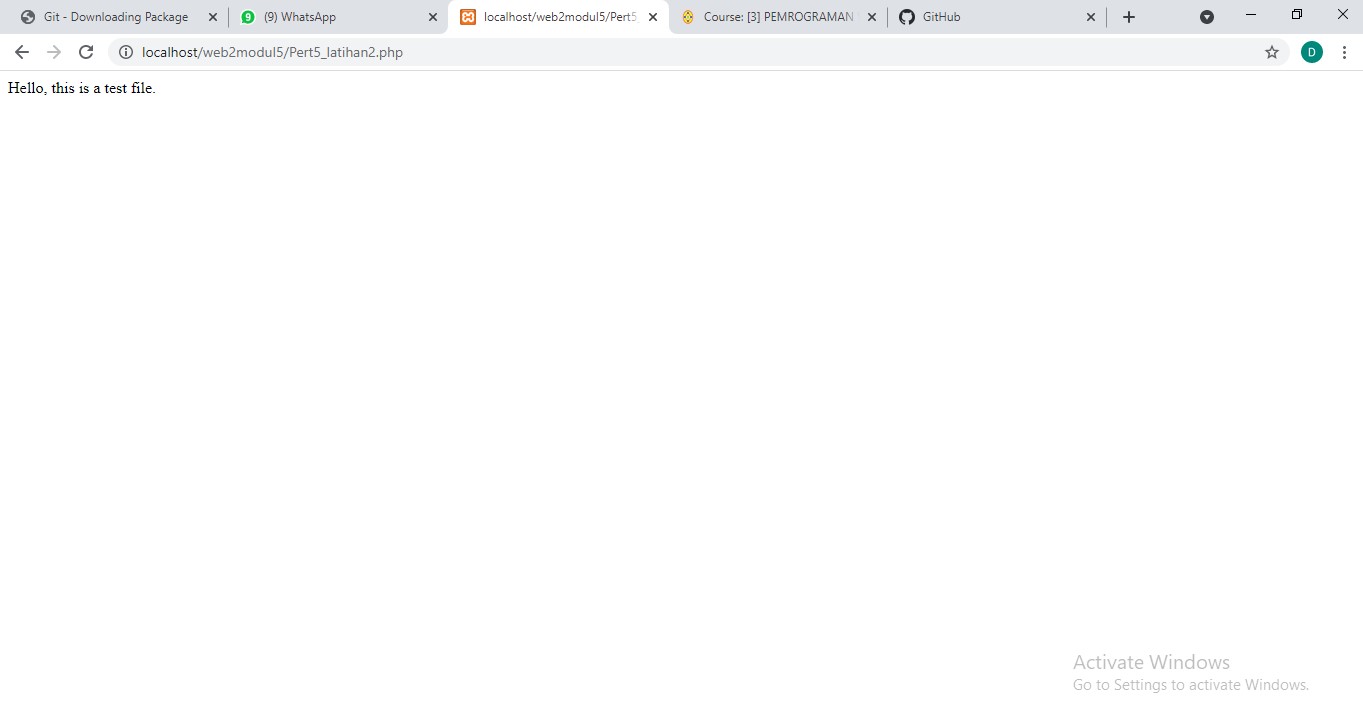 Git - Downloading Package
9
(9) WhatsApp
localhost/web2modul5/Pert5
Course: [3] PEMROGRAMAN
GitHub
localhost/web2modul5/Pert5_latihan2.php
D
Hello, this is a test file.
Activate Windows
Go to Settings to activate Windows.